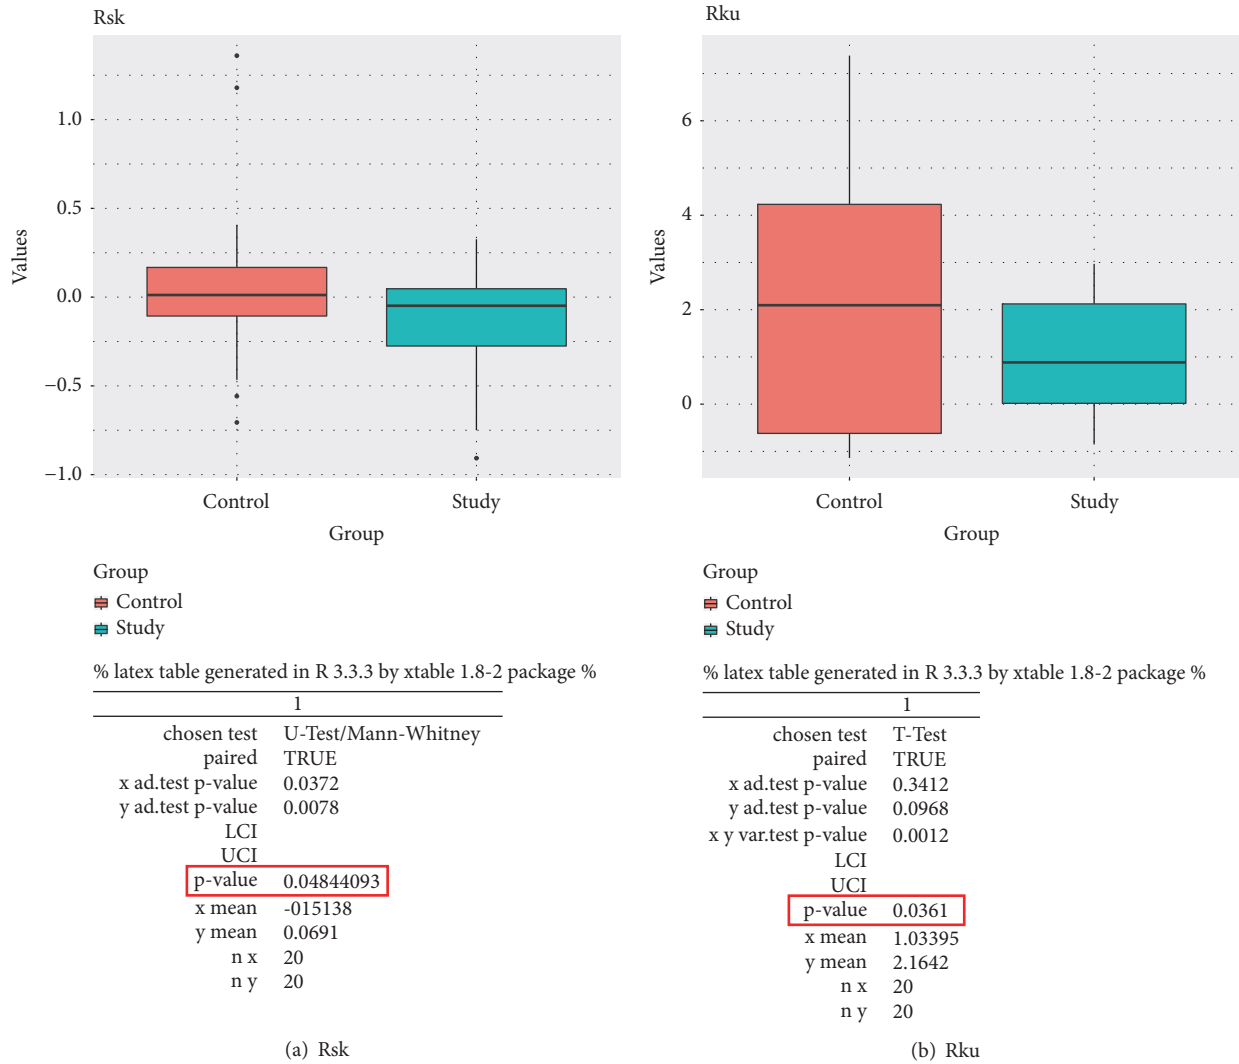 Rsk
1.0
0.5
0.0
−0.5
−1.0
Values
Control
Study
Group
Group
Control
Study
% latex table generated in R 3.3.3 by xtable 1.8-2 package %
1
chosen test U-Test/Mann-Whitney
paired TRUE
x ad.test p-value 0.0372
y ad.test p-value 0.0078
LCI
UCI
p-value 0.04844093
x mean -015138
y mean 0.0691
n x 20
n y 20
(a) Rsk
Rku
6
4
2
0
Values
Control
Study
Group
Group
Control
Study
% latex table generated in R 3.3.3 by xtable 1.8-2 package %
1
chosen test T-Test
paired TRUE
x ad.test p-value 0.3412
y ad.test p-value 0.0968
x y var.test p-value 0.0012
LCI
UCI
p-value 0.0361
x mean 1.03395
y mean 2.1642
n x 20
n y 20
(b) Rku